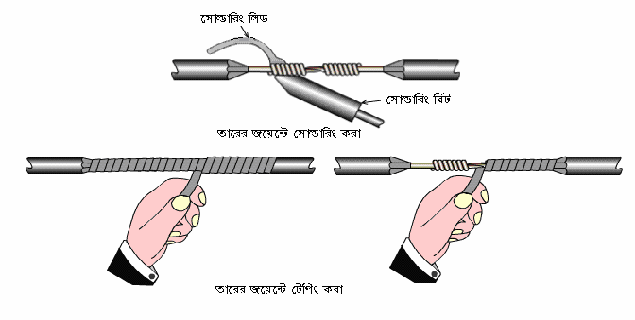 সোল্ডারিং লিড
সোল্ডারিং বিট
তারের জয়েন্টে সোল্ডারিং করা
তারের জয়েন্টে টেপিং করা